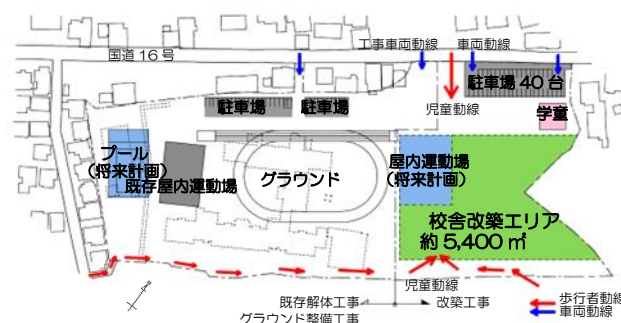 国道16号
工事車両動線
車両動線
駐車場
駐車場
駐車場40台
児童動線
学童
プール
(将来計画)
既存屋内運動場
グラウンド
屋内運動場
(将来計画)
校舎改築エリア
約5,400㎡
児童動線
既存解体工事
改築工事
グラウンド整備工事
歩行者動線
車両動線